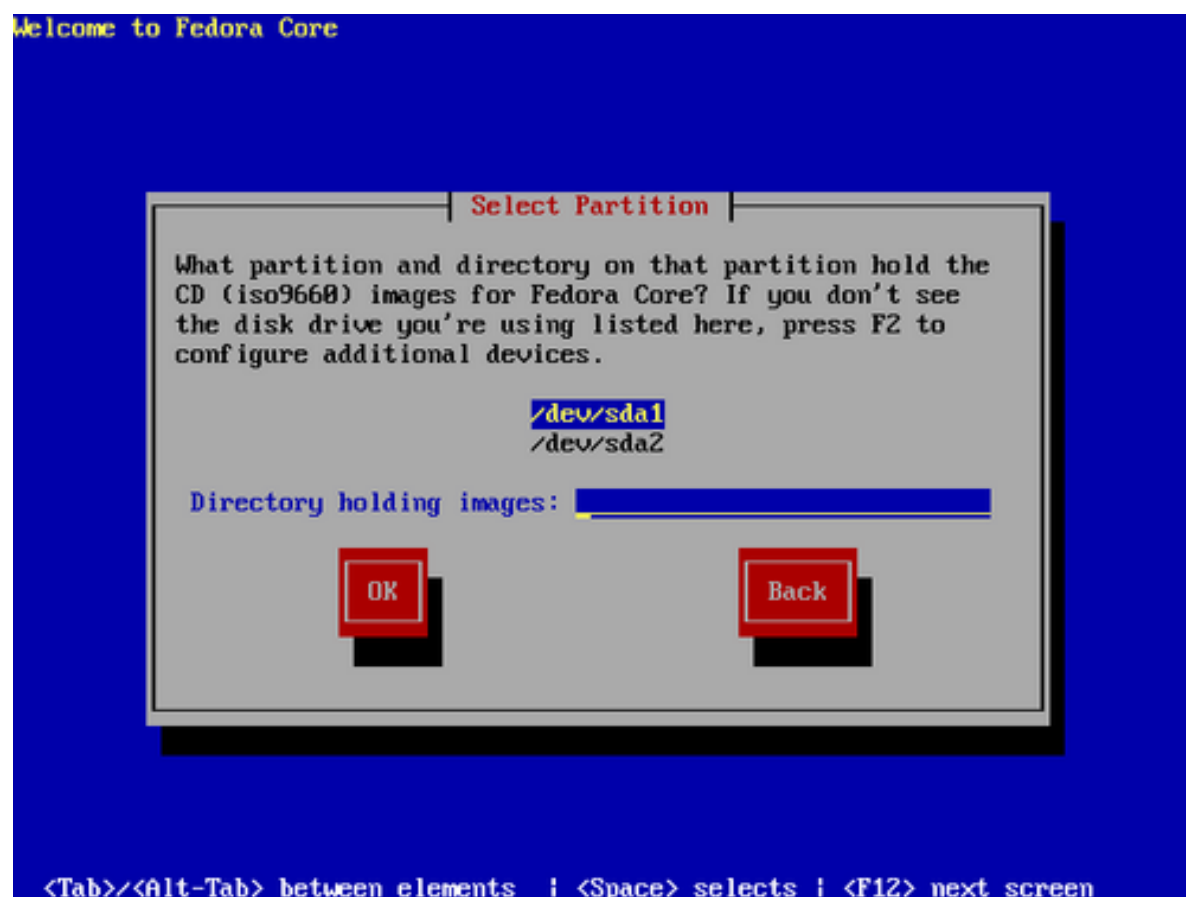 Welcome to Fedora Core
Select Partition
What partition and directory on that partition hold the
CD (iso9660) images for Fedora Core? If you don't see
the disk drive you're using listed here, press F2 to
configure additional devices.
/dev/sda1
/dev/sda2
Directory holding images:
OK Back
<Tab>/<Alt-Tab> between elements | <Space> selects | <F12> next screen